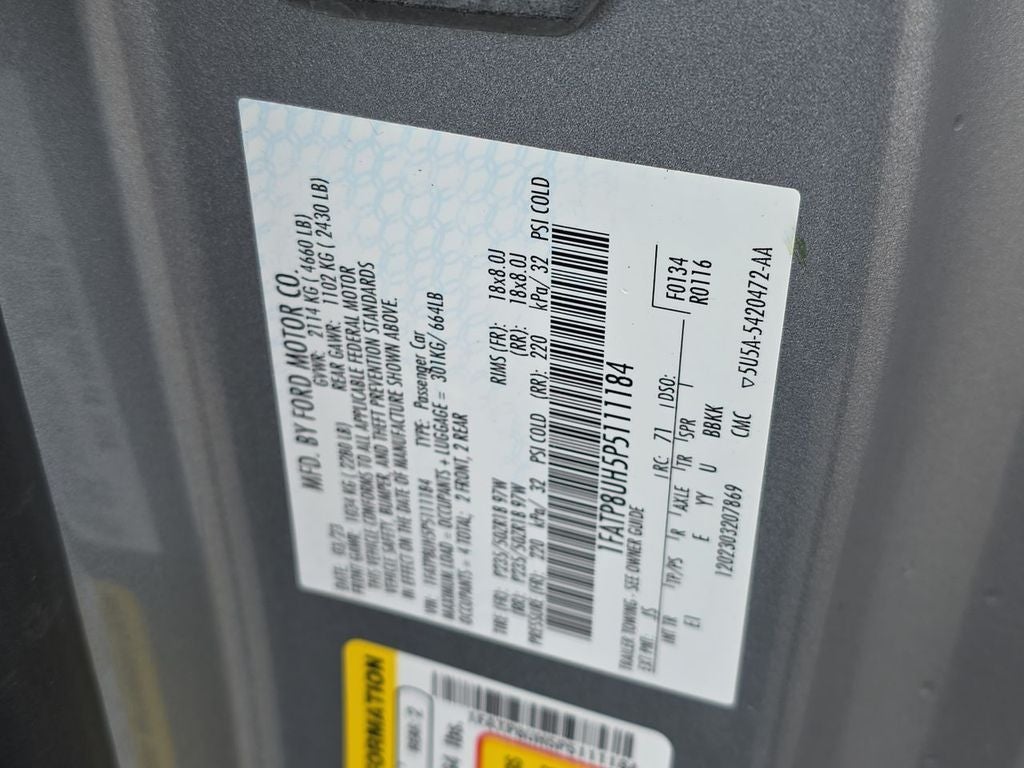 MFD. BY FORD MOTOR CO.
DATE: 03/23 GVWR: 2114 KG ( 4660 LB)
FRONT GAWR: 1034 KG ( 2280 LB) REAR GAWR: 1102 KG ( 2430 LB)
THIS VEHICLE CONFORMS TO ALL APPLICABLE FEDERAL MOTOR
VEHICLE SAFETY, BUMPER, AND THEFT PREVENTION STANDARDS
IN EFFECT ON THE DATE OF MANUFACTURE SHOWN ABOVE.
VIN: 1FATP8UH5P5111184 TYPE: Passenger Car
MAXIMUM LOAD = OCCUPANTS + LUGGAGE = 301KG/664LB
OCCUPANTS = 4 TOTAL: 2 FRONT, 2 REAR
TIRE (FR): P235/50ZR18 97W RIMS (FR): 18x8.0J
(RR): P235/50ZR18 97W (RR): 18x8.0J
PRESSURE (FR): 220 kPa/ 32 PSI COLD (RR): 220 kPa/ 32 PSI COLD
1FATP8UH5P5111184
TRAILER TOWING - SEE OWNER GUIDE
EXT PNT: JS RC: 71 DSO: F0134
INT TR TP/PS R AXLE TR SPR R0116
EI E YY U BBKK
1202303207869 CMC ▽5U5A-5420472-AA